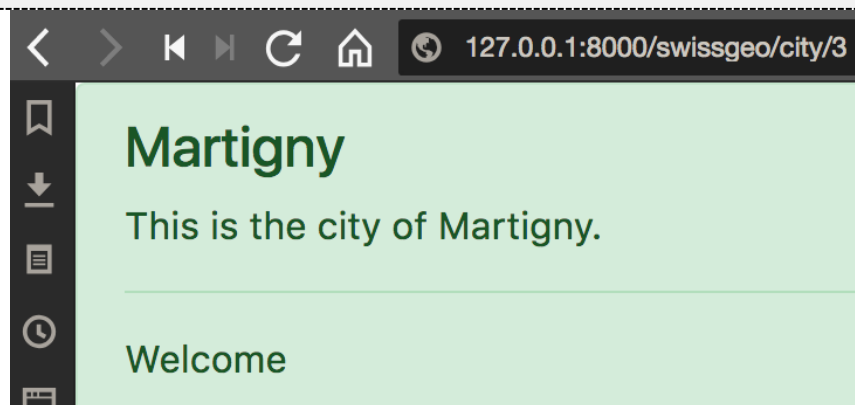 127.0.0.1:8000/swissgeo/city/3
Martigny
This is the city of Martigny.
Welcome